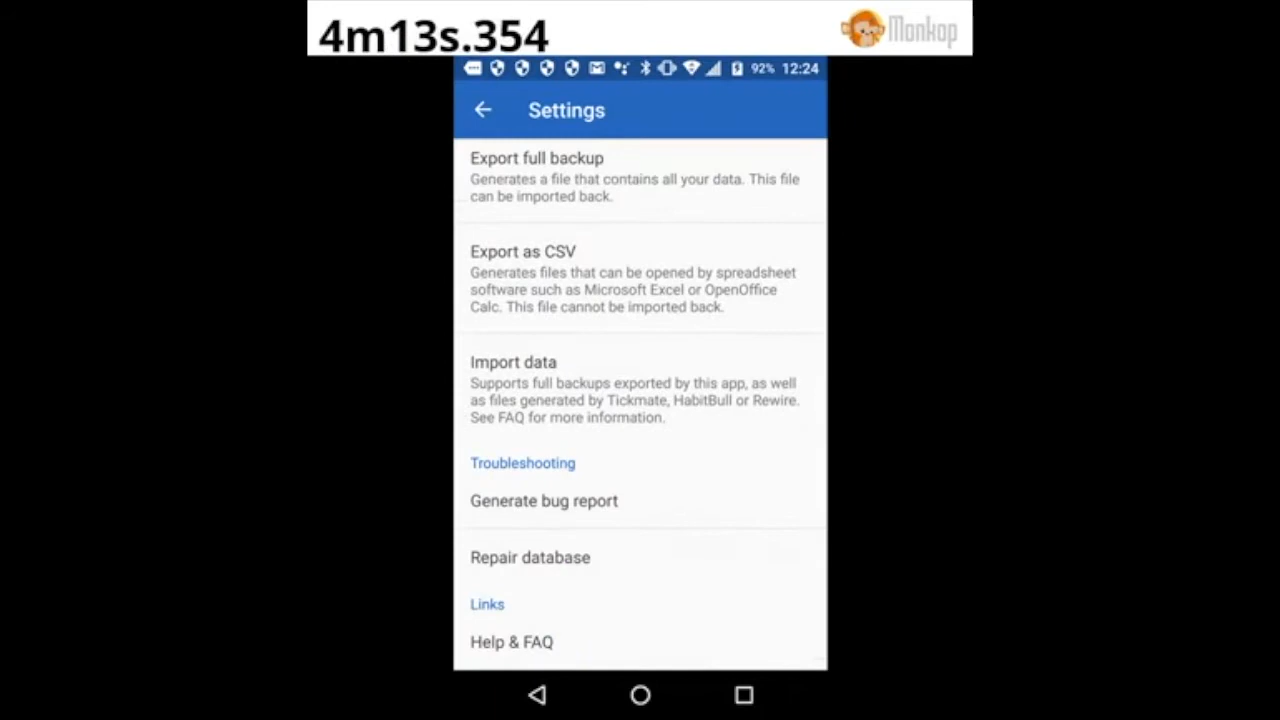 4m13s.354
Monkop
92% 12:24
Settings
Export full backup
Generates a file that contains all your data. This file
can be imported back.
Export as CSV
Generates files that can be opened by spreadsheet
software such as Microsoft Excel or OpenOffice
Calc. This file cannot be imported back.
Import data
Supports full backups exported by this app, as well
as files generated by Tickmate, HabitBull or Rewire.
See FAQ for more information.
Troubleshooting
Generate bug report
Repair database
Links
Help & FAQ